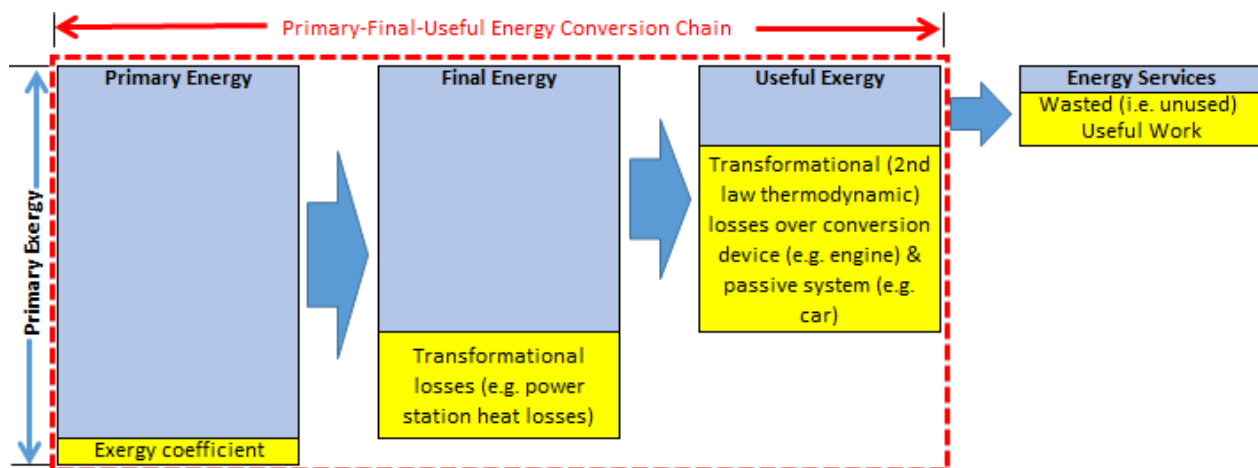 Primary-Final-Useful Energy Conversion Chain
Primary Exergy
Primary Energy
Exergy coefficient
Final Energy
Transformational
losses (e.g. power
station heat losses)
Useful Exergy
Transformational (2nd
law thermodynamic)
losses over conversion
device (e.g. engine) &
passive system (e.g.
car)
Energy Services
Wasted (i.e. unused)
Useful Work